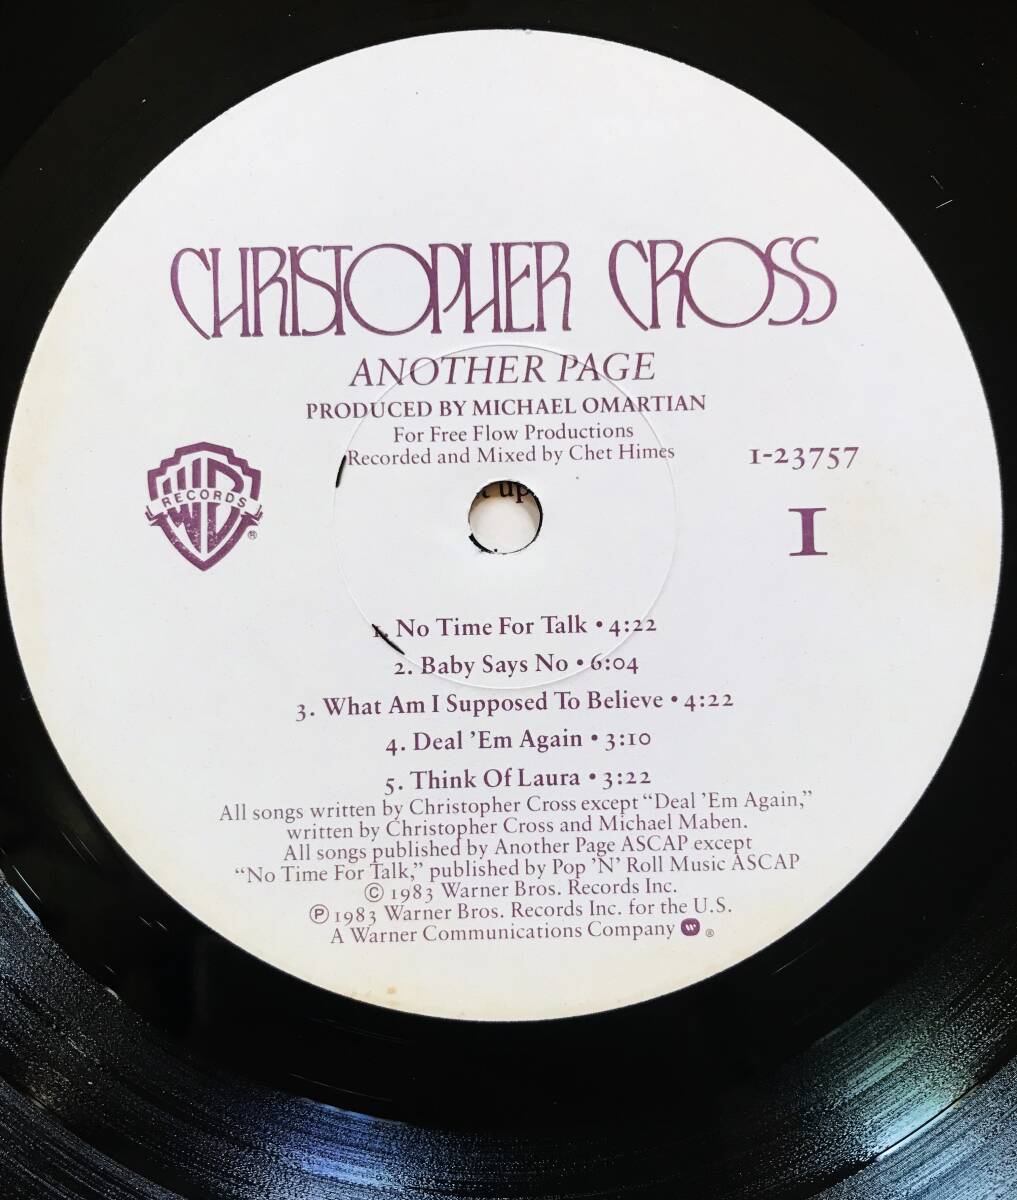 CHRISTOPHER CROSS
ANOTHER PAGE
PRODUCED BY MICHAEL OMARTIAN
For Free Flow Productions
Recorded and Mixed by Chet Himes
1-23757
WB
RECORDS
®
1
up
1. No Time For Talk • 4:22
2. Baby Says No • 6:04
3. What Am I Supposed To Believe • 4:22
4. Deal ’Em Again • 3:10
5. Think Of Laura • 3:22
All songs written by Christopher Cross except “Deal ’Em Again,”
written by Christopher Cross and Michael Maben.
All songs published by Another Page ASCAP except
“No Time For Talk,” published by Pop ’N’ Roll Music ASCAP
© 1983 Warner Bros. Records Inc.
℗ 1983 Warner Bros. Records Inc. for the U.S.
A Warner Communications Company W ®